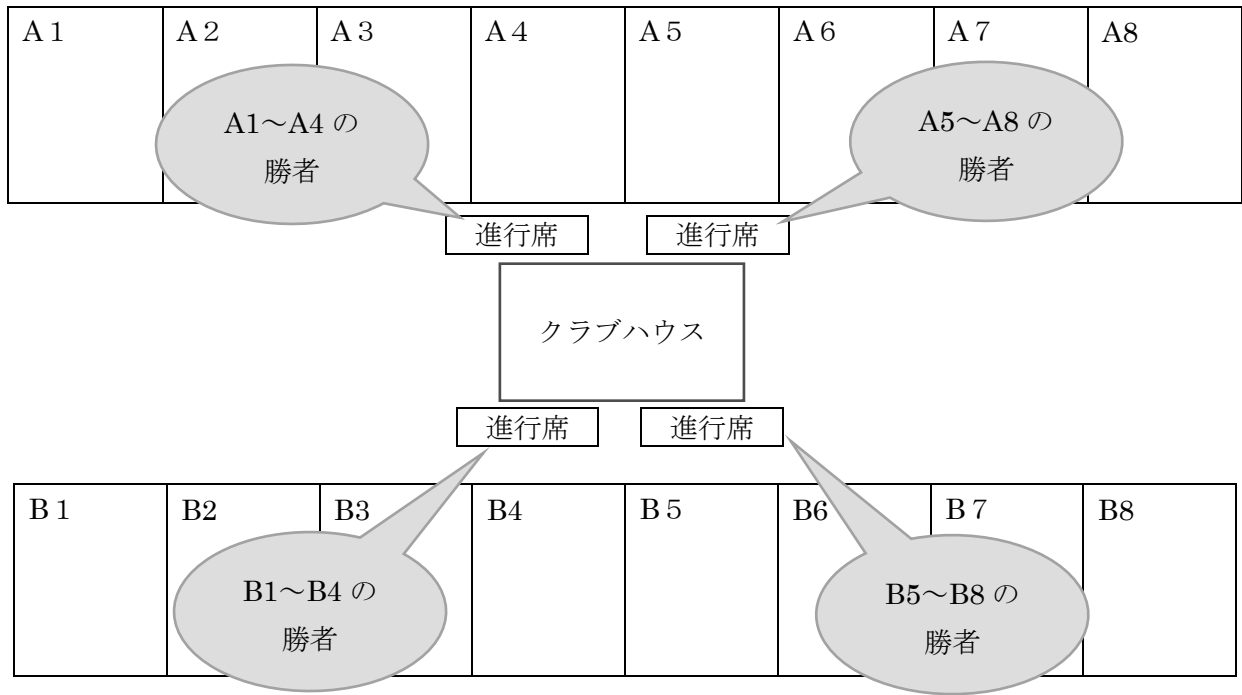 A１
A２
A３
A４
A５
A６
A７
A8
A1～A4 の
勝者
A5～A8 の
勝者
進行席
進行席
クラブハウス
進行席
進行席
B１
B2
B3
B4
B５
B6
B７
B8
B1～B4 の
勝者
B5～B8 の
勝者